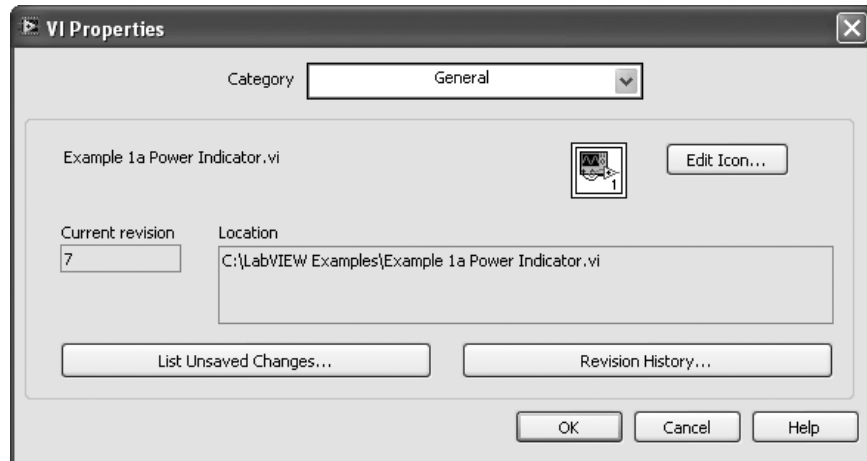 VI Properties
Category General
Example 1a Power Indicator.vi
1
Edit Icon...
Current revision Location
7 C:\LabVIEW Examples\Example 1a Power Indicator.vi
List Unsaved Changes... Revision History...
OK Cancel Help